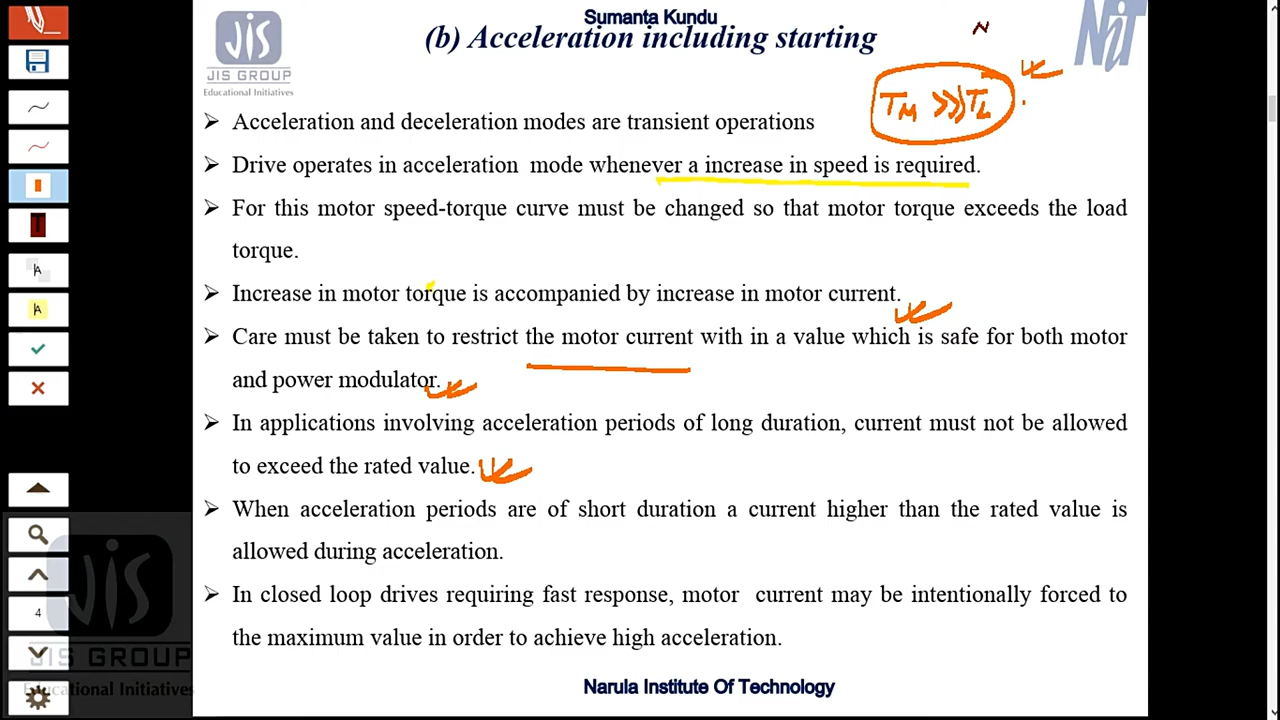 Sumanta Kundu
JIS
JIS GROUP
Educational Initiatives
NiT
(b) Acceleration including starting
N
TM >>> TL
➢ Acceleration and deceleration modes are transient operations
➢ Drive operates in acceleration mode whenever a increase in speed is required.
➢ For this motor speed-torque curve must be changed so that motor torque exceeds the load
torque.
➢ Increase in motor torque is accompanied by increase in motor current.
➢ Care must be taken to restrict the motor current with in a value which is safe for both motor
and power modulator.
➢ In applications involving acceleration periods of long duration, current must not be allowed
to exceed the rated value.
➢ When acceleration periods are of short duration a current higher than the rated value is
allowed during acceleration.
➢ In closed loop drives requiring fast response, motor current may be intentionally forced to
the maximum value in order to achieve high acceleration.
Narula Institute Of Technology
A
A
4
JIS
JIS GROUP
Educational Initiatives